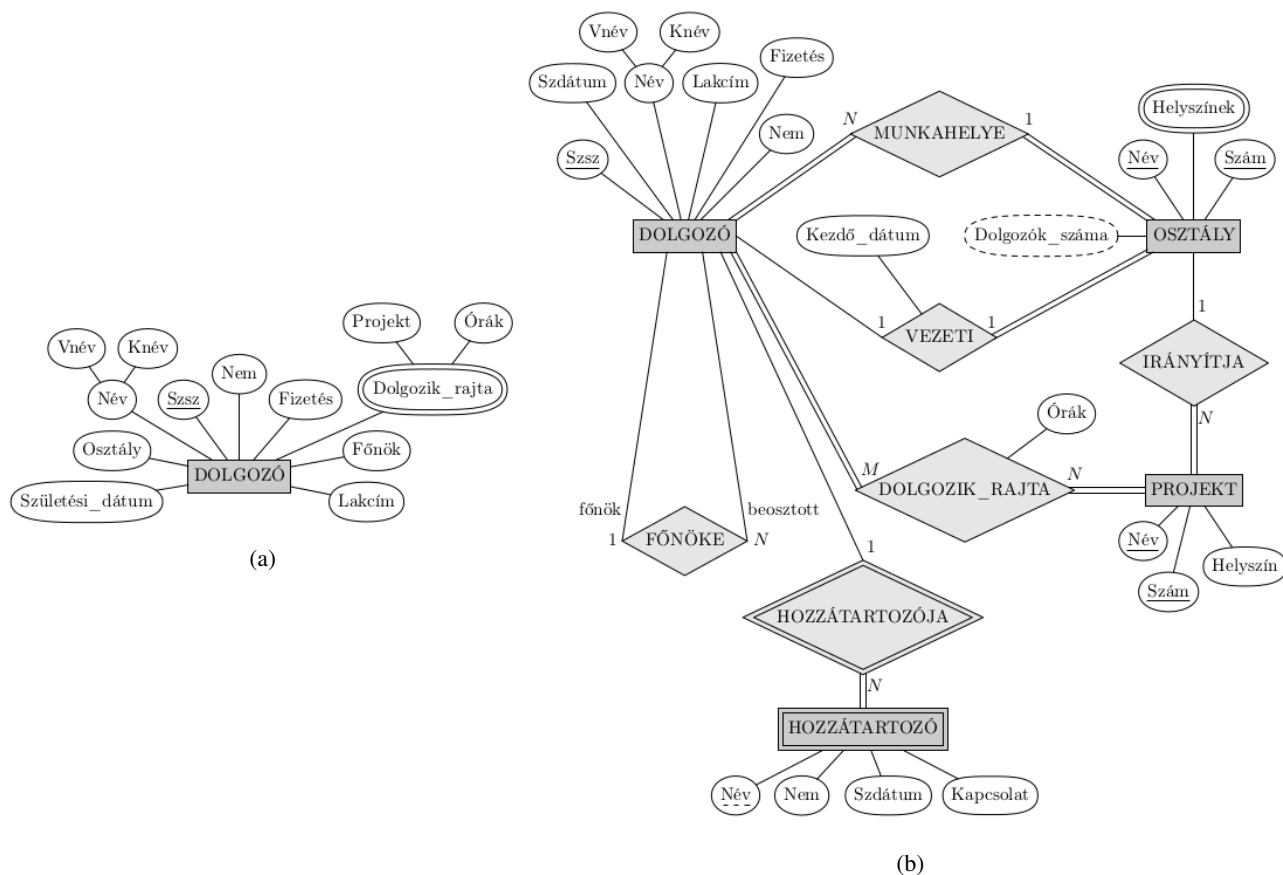 Vnév
Knév
Név
Szsz
Nem
Fizetés
Projekt
Órák
Dolgozik_rajta
Osztály
DOLGOZÓ
Főnök
Születési_dátum
Lakcím
(a)
Vnév
Knév
Fizetés
Szdátum
Név
Lakcím
Nem
Szsz
DOLGOZÓ
N
MUNKAHELYE
1
Helyszínek
Név
Szám
Kezdő_dátum
Dolgozók_száma
OSZTÁLY
1
VEZETI
1
1
IRÁNYÍTJA
N
Órák
M
DOLGOZIK_RAJTA
N
PROJEKT
Név
Szám
Helyszín
főnök
beosztott
1
FŐNÖKE
N
1
HOZZÁTARTOZÓJA
N
HOZZÁTARTOZÓ
Név
Nem
Szdátum
Kapcsolat
(b)